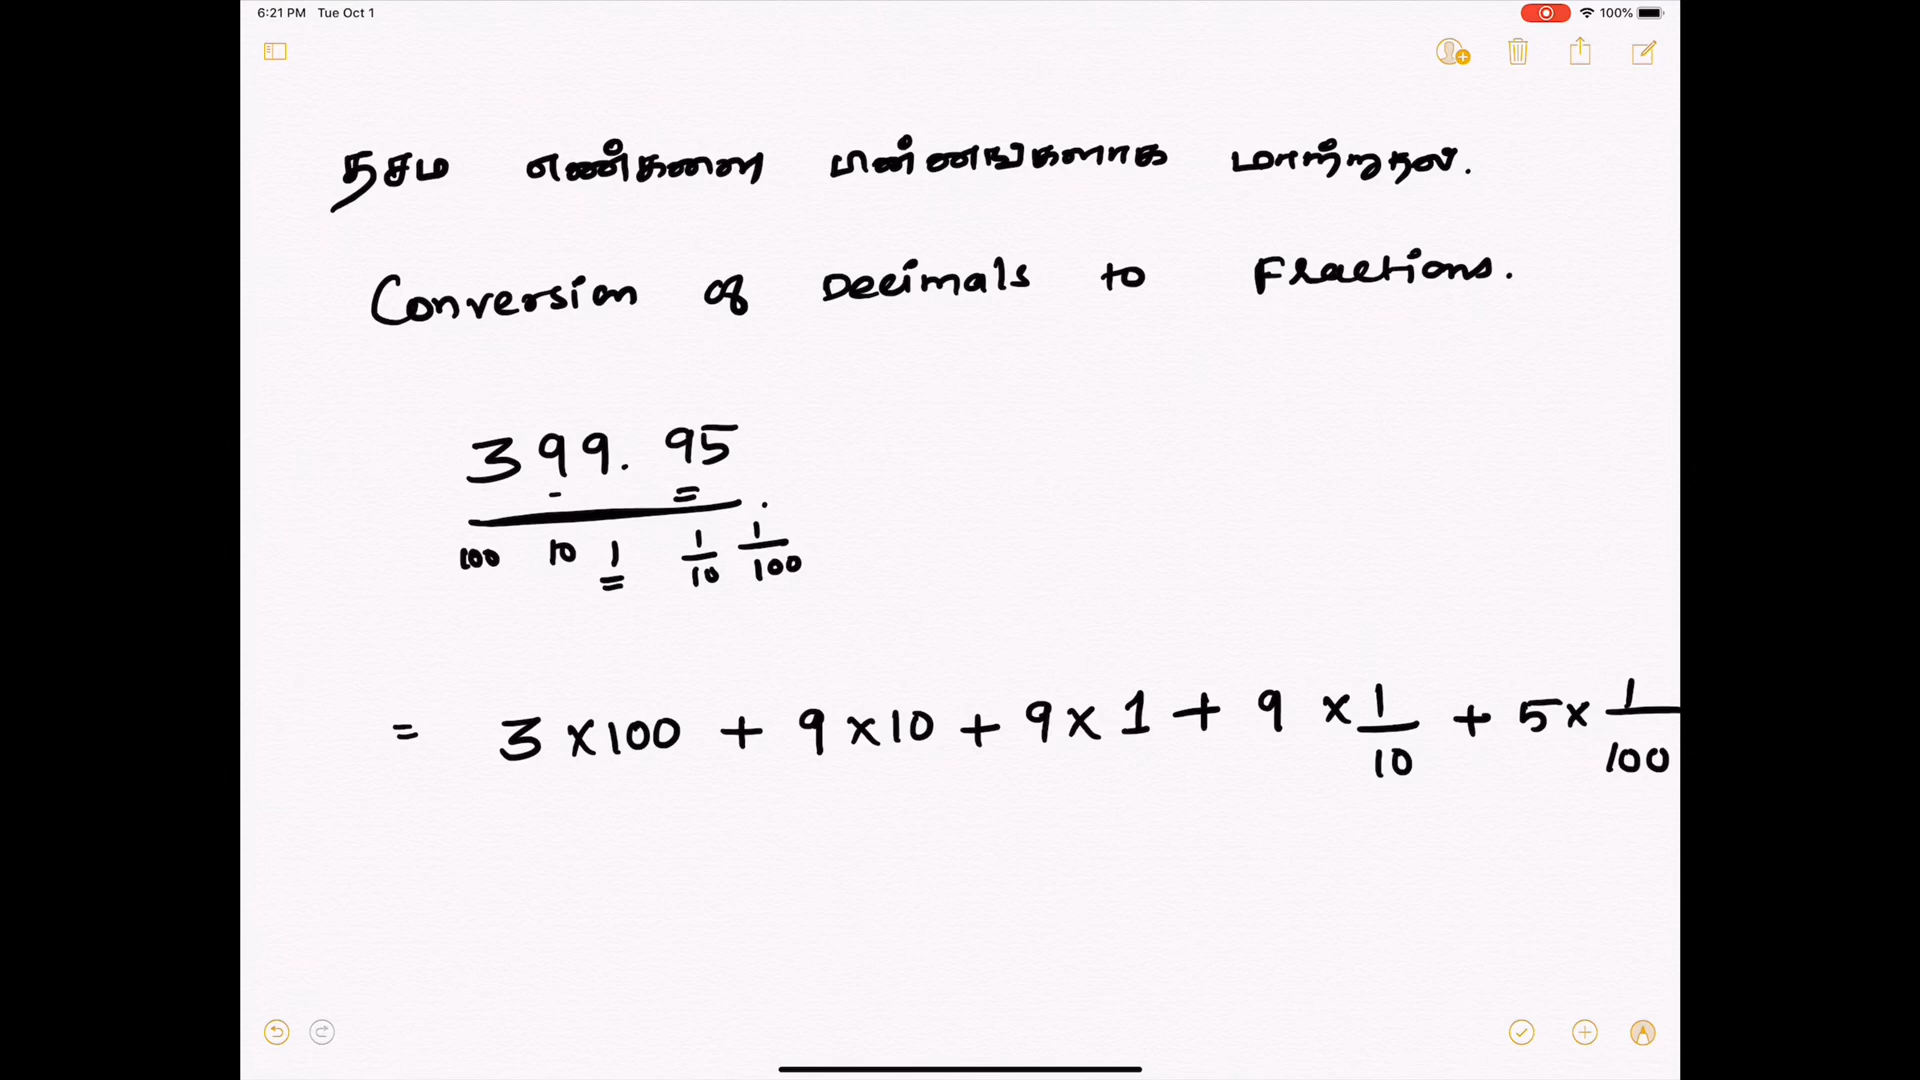 6:21 PM Tue Oct 1 100%
தசம எண்களை பின்னங்களாக மாற்றுதல்.
Conversion of Decimals to Fractions.
399.95
100 10 1 1/10 1/100
= 3 x 100 + 9 x 10 + 9 x 1 + 9 x 1/10 + 5 x 1/100